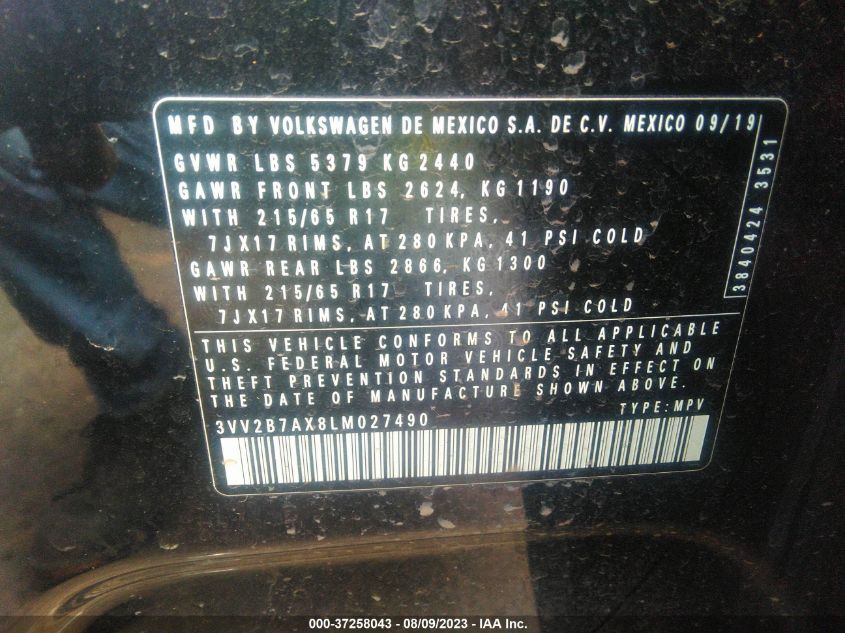 MFD BY VOLKSWAGEN DE MEXICO S.A. DE C.V. MEXICO 09/19
GVWR LBS 5379 KG 2440
GAWR FRONT LBS 2624, KG 1190
WITH 215/65 R17 TIRES,
7JX17 RIMS, AT 280 KPA, 41 PSI COLD
GAWR REAR LBS 2866, KG 1300
WITH 215/65 R17 TIRES,
7JX17 RIMS, AT 280 KPA, 41 PSI COLD
3840424 3531
THIS VEHICLE CONFORMS TO ALL APPLICABLE
U.S. FEDERAL MOTOR VEHICLE SAFETY AND
THEFT PREVENTION STANDARDS IN EFFECT ON
THE DATE OF MANUFACTURE SHOWN ABOVE.
3VV2B7AX8LM027490 TYPE: MPV
000-37258043 - 08/09/2023 - IAA Inc.